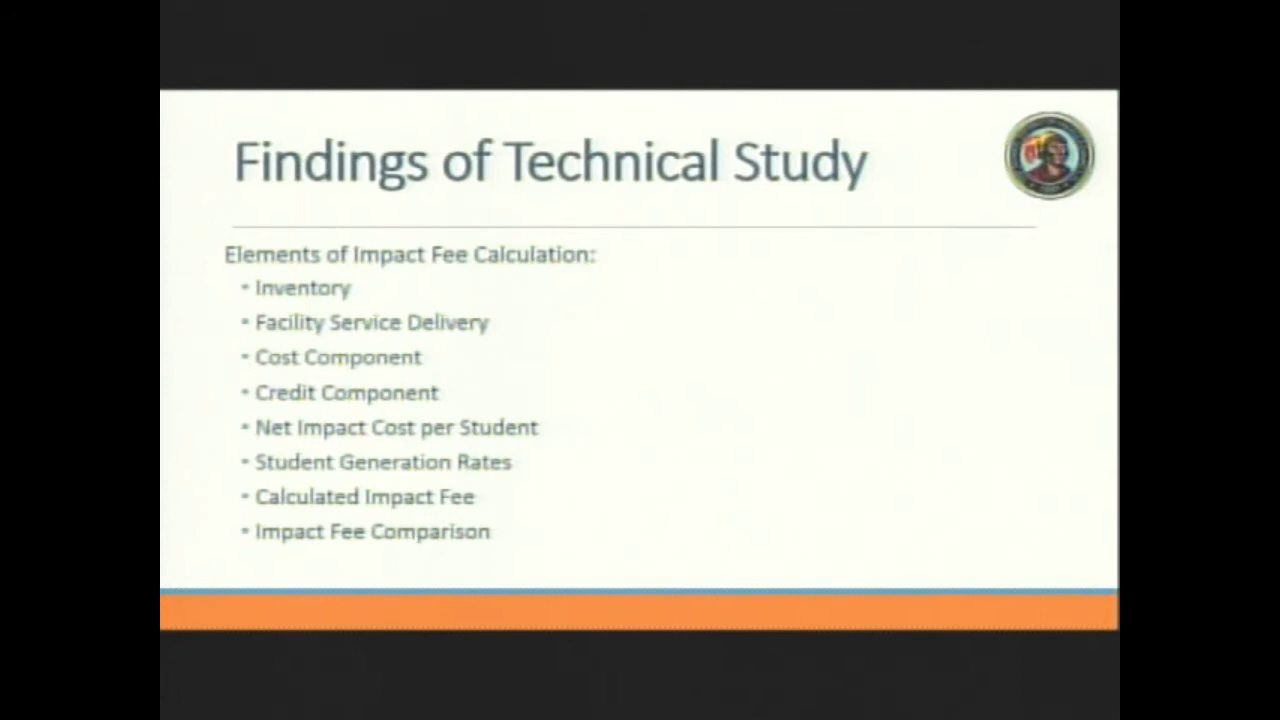 Findings of Technical Study
Elements of Impact Fee Calculation:
• Inventory
• Facility Service Delivery
• Cost Component
• Credit Component
• Net Impact Cost per Student
• Student Generation Rates
• Calculated Impact Fee
• Impact Fee Comparison